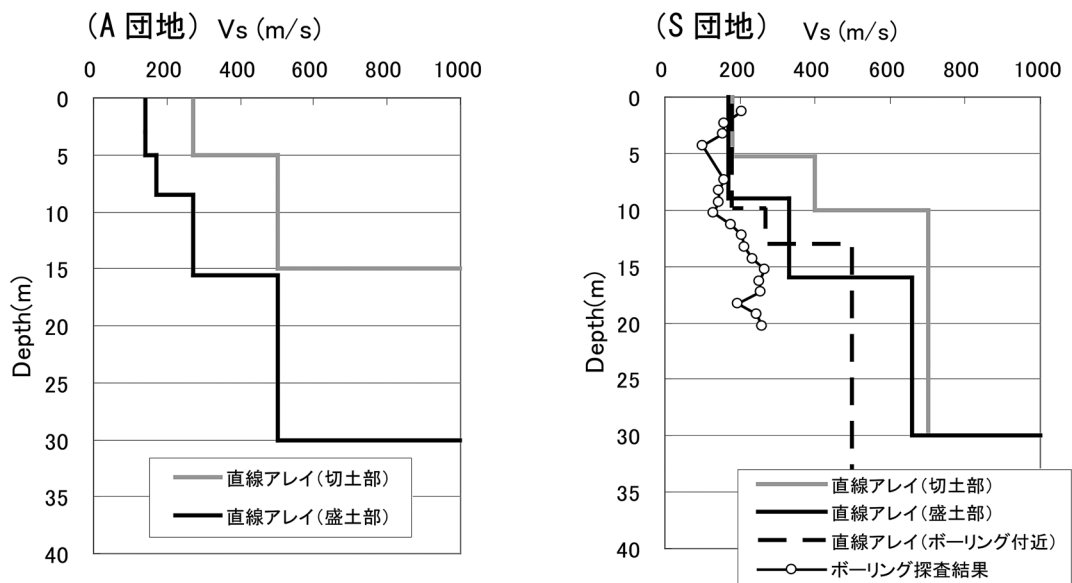 (A 団地) Vs (m/s)
0 200 400 600 800 1000
0
5
10
15
20
25
30
35
40
Depth(m)
直線アレイ(切土部)
直線アレイ(盛土部)
(S 団地) Vs (m/s)
0 200 400 600 800 1000
0
5
10
15
20
25
30
35
40
Depth(m)
直線アレイ(切土部)
直線アレイ(盛土部)
直線アレイ(ボーリング付近)
ボーリング探査結果